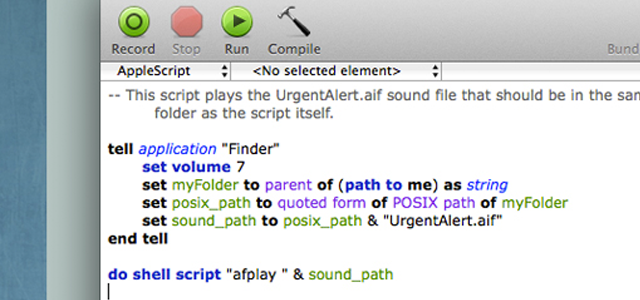 Record Stop Run Compile Bund
AppleScript <No selected element>
-- This script plays the UrgentAlert.aif sound file that should be in the sam
folder as the script itself.
tell application "Finder"
set volume 7
set myFolder to parent of (path to me) as string
set posix_path to quoted form of POSIX path of myFolder
set sound_path to posix_path & "UrgentAlert.aif"
end tell
do shell script "afplay " & sound_path